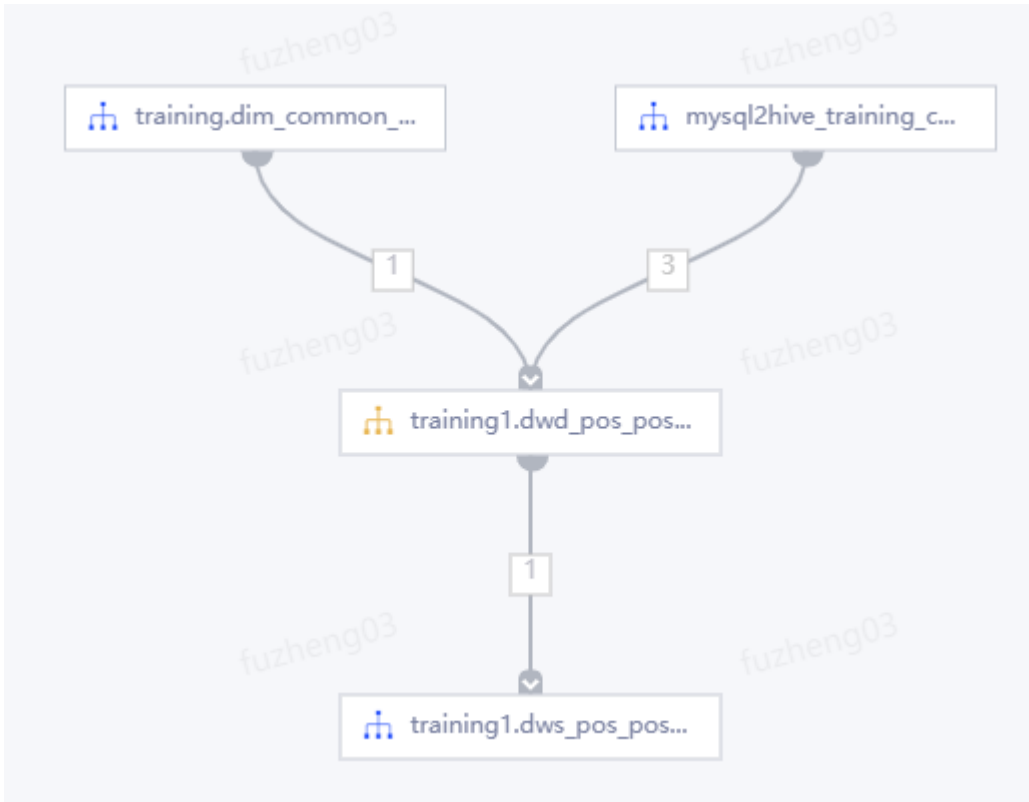 fuzheng03 fuzheng03
training.dim_common_... mysql2hive_training_c...
1 3
fuzheng03 fuzheng03
training1.dwd_pos_pos...
1
fuzheng03 fuzheng03
training1.dws_pos_pos...